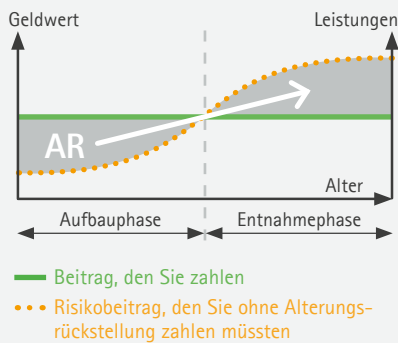 Geldwert
Leistungen
AR
Alter
Aufbauphase
Entnahmephase
Beitrag, den Sie zahlen
Risikobeitrag, den Sie ohne Alterungs-
rückstellung zahlen müssten